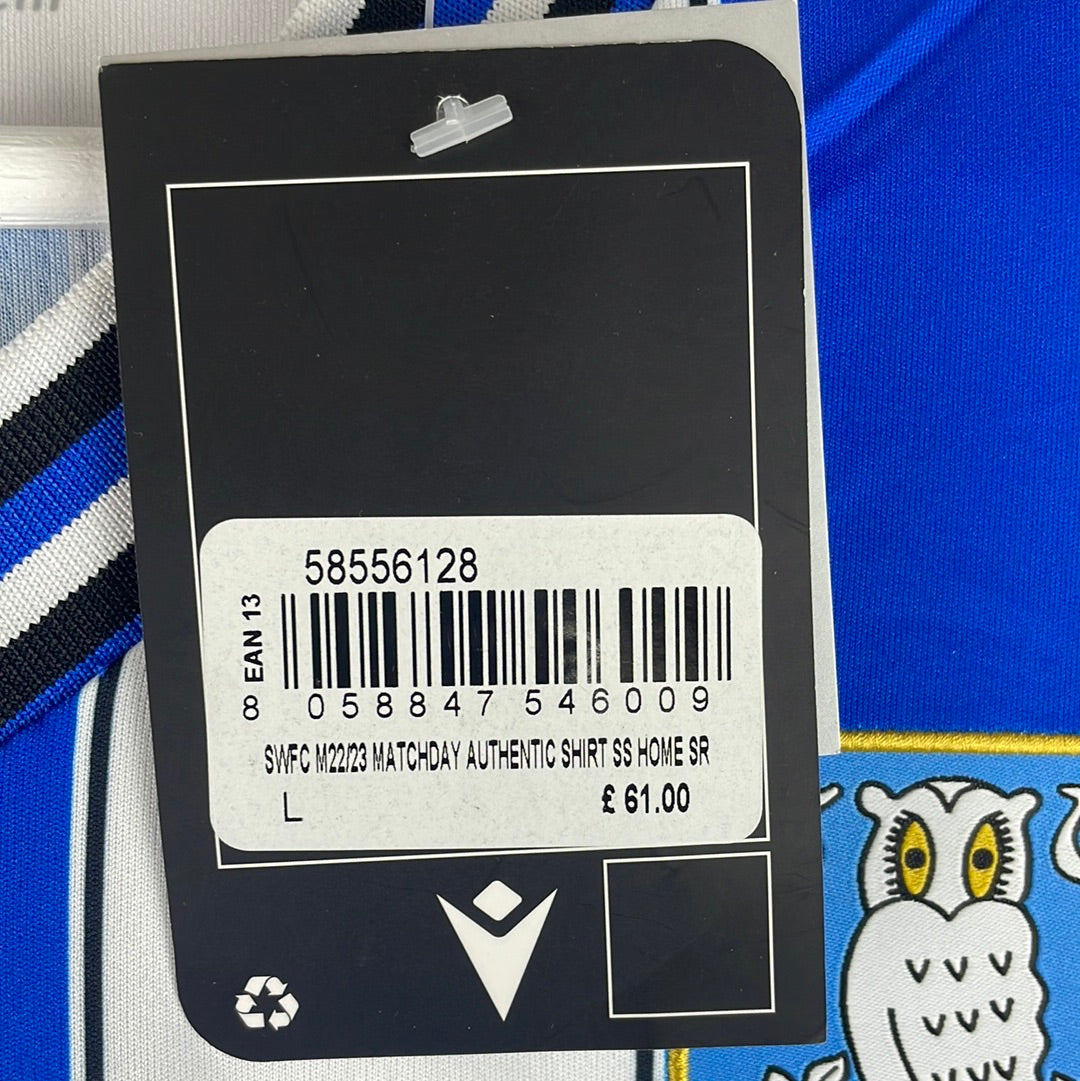 58556128
EAN 13
8 058847 546009
SWFC M22/23 MATCHDAY AUTHENTIC SHIRT SS HOME SR
L £ 61.00